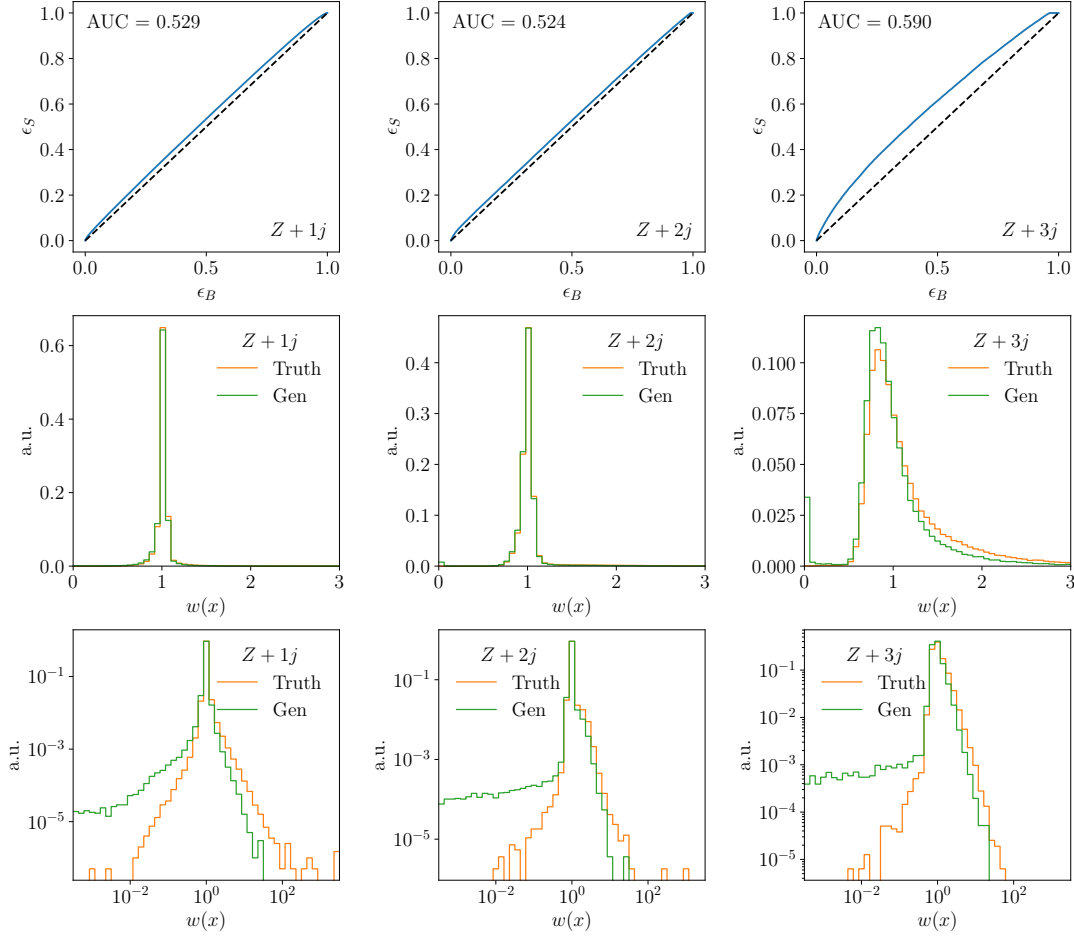 AUC = 0.529
Z + 1j
ϵ_S
ϵ_B
0.0
0.2
0.4
0.6
0.8
1.0
0.0
0.5
1.0
AUC = 0.524
Z + 2j
ϵ_S
ϵ_B
0.0
0.2
0.4
0.6
0.8
1.0
0.0
0.5
1.0
AUC = 0.590
Z + 3j
ϵ_S
ϵ_B
0.0
0.2
0.4
0.6
0.8
1.0
0.0
0.5
1.0
Z + 1j
Truth
Gen
a.u.
0.6
0.4
0.2
0.0
0
1
2
3
w(x)
Z + 2j
Truth
Gen
a.u.
0.4
0.3
0.2
0.1
0.0
0
1
2
3
w(x)
Z + 3j
Truth
Gen
a.u.
0.100
0.075
0.050
0.025
0.000
0
1
2
3
w(x)
Z + 1j
Truth
Gen
a.u.
10^−1
10^−3
10^−5
10^−2
10^0
10^2
w(x)
Z + 2j
Truth
Gen
a.u.
10^−1
10^−3
10^−5
10^−2
10^0
10^2
w(x)
Z + 3j
Truth
Gen
a.u.
10^−1
10^−2
10^−3
10^−4
10^−5
10^−2
10^0
10^2
w(x)